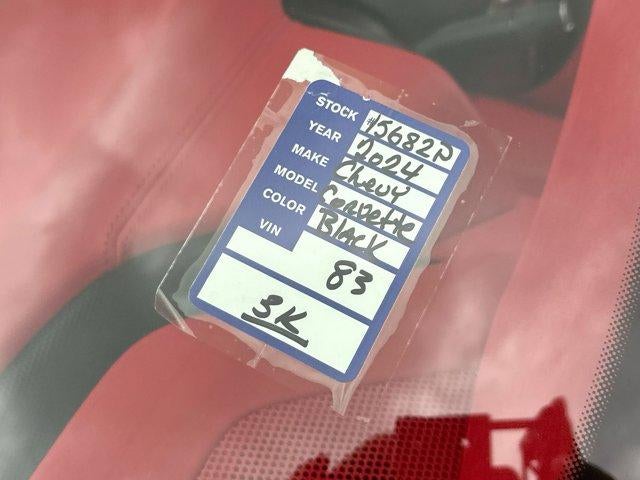 STOCK #15682P
YEAR 2024
MAKE Chevy
MODEL Corvette
COLOR Black
VIN 83
3K